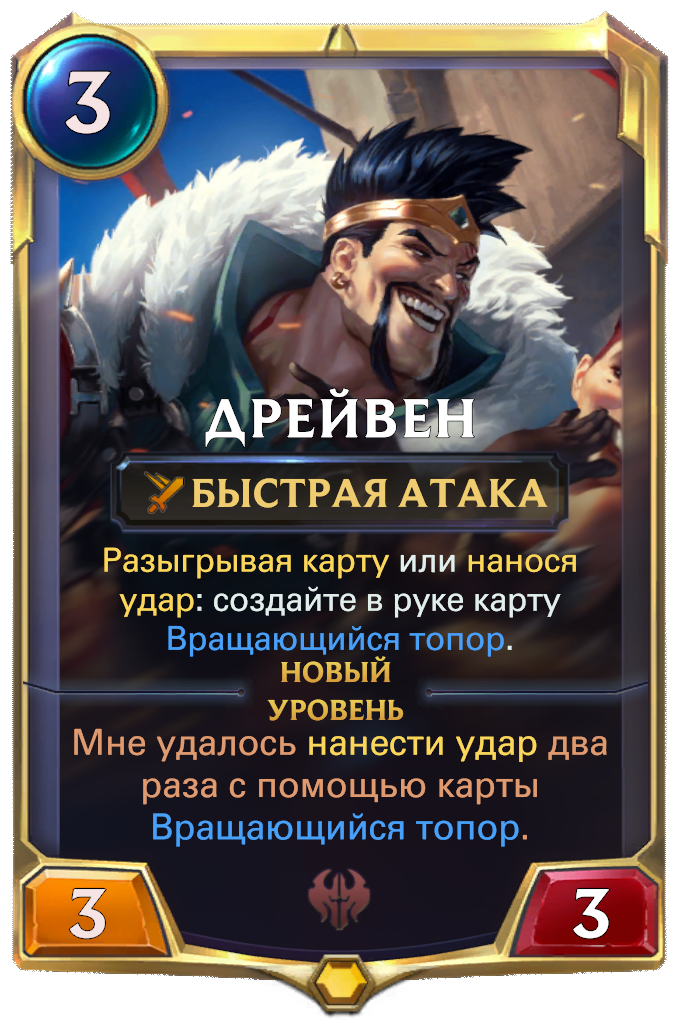 3
ДРЕЙВЕН
БЫСТРАЯ АТАКА
Разыгрывая карту или нанося
удар: создайте в руке карту
Вращающийся топор.
НОВЫЙ
УРОВЕНЬ
Мне удалось нанести удар два
раза с помощью карты
Вращающийся топор.
3
3